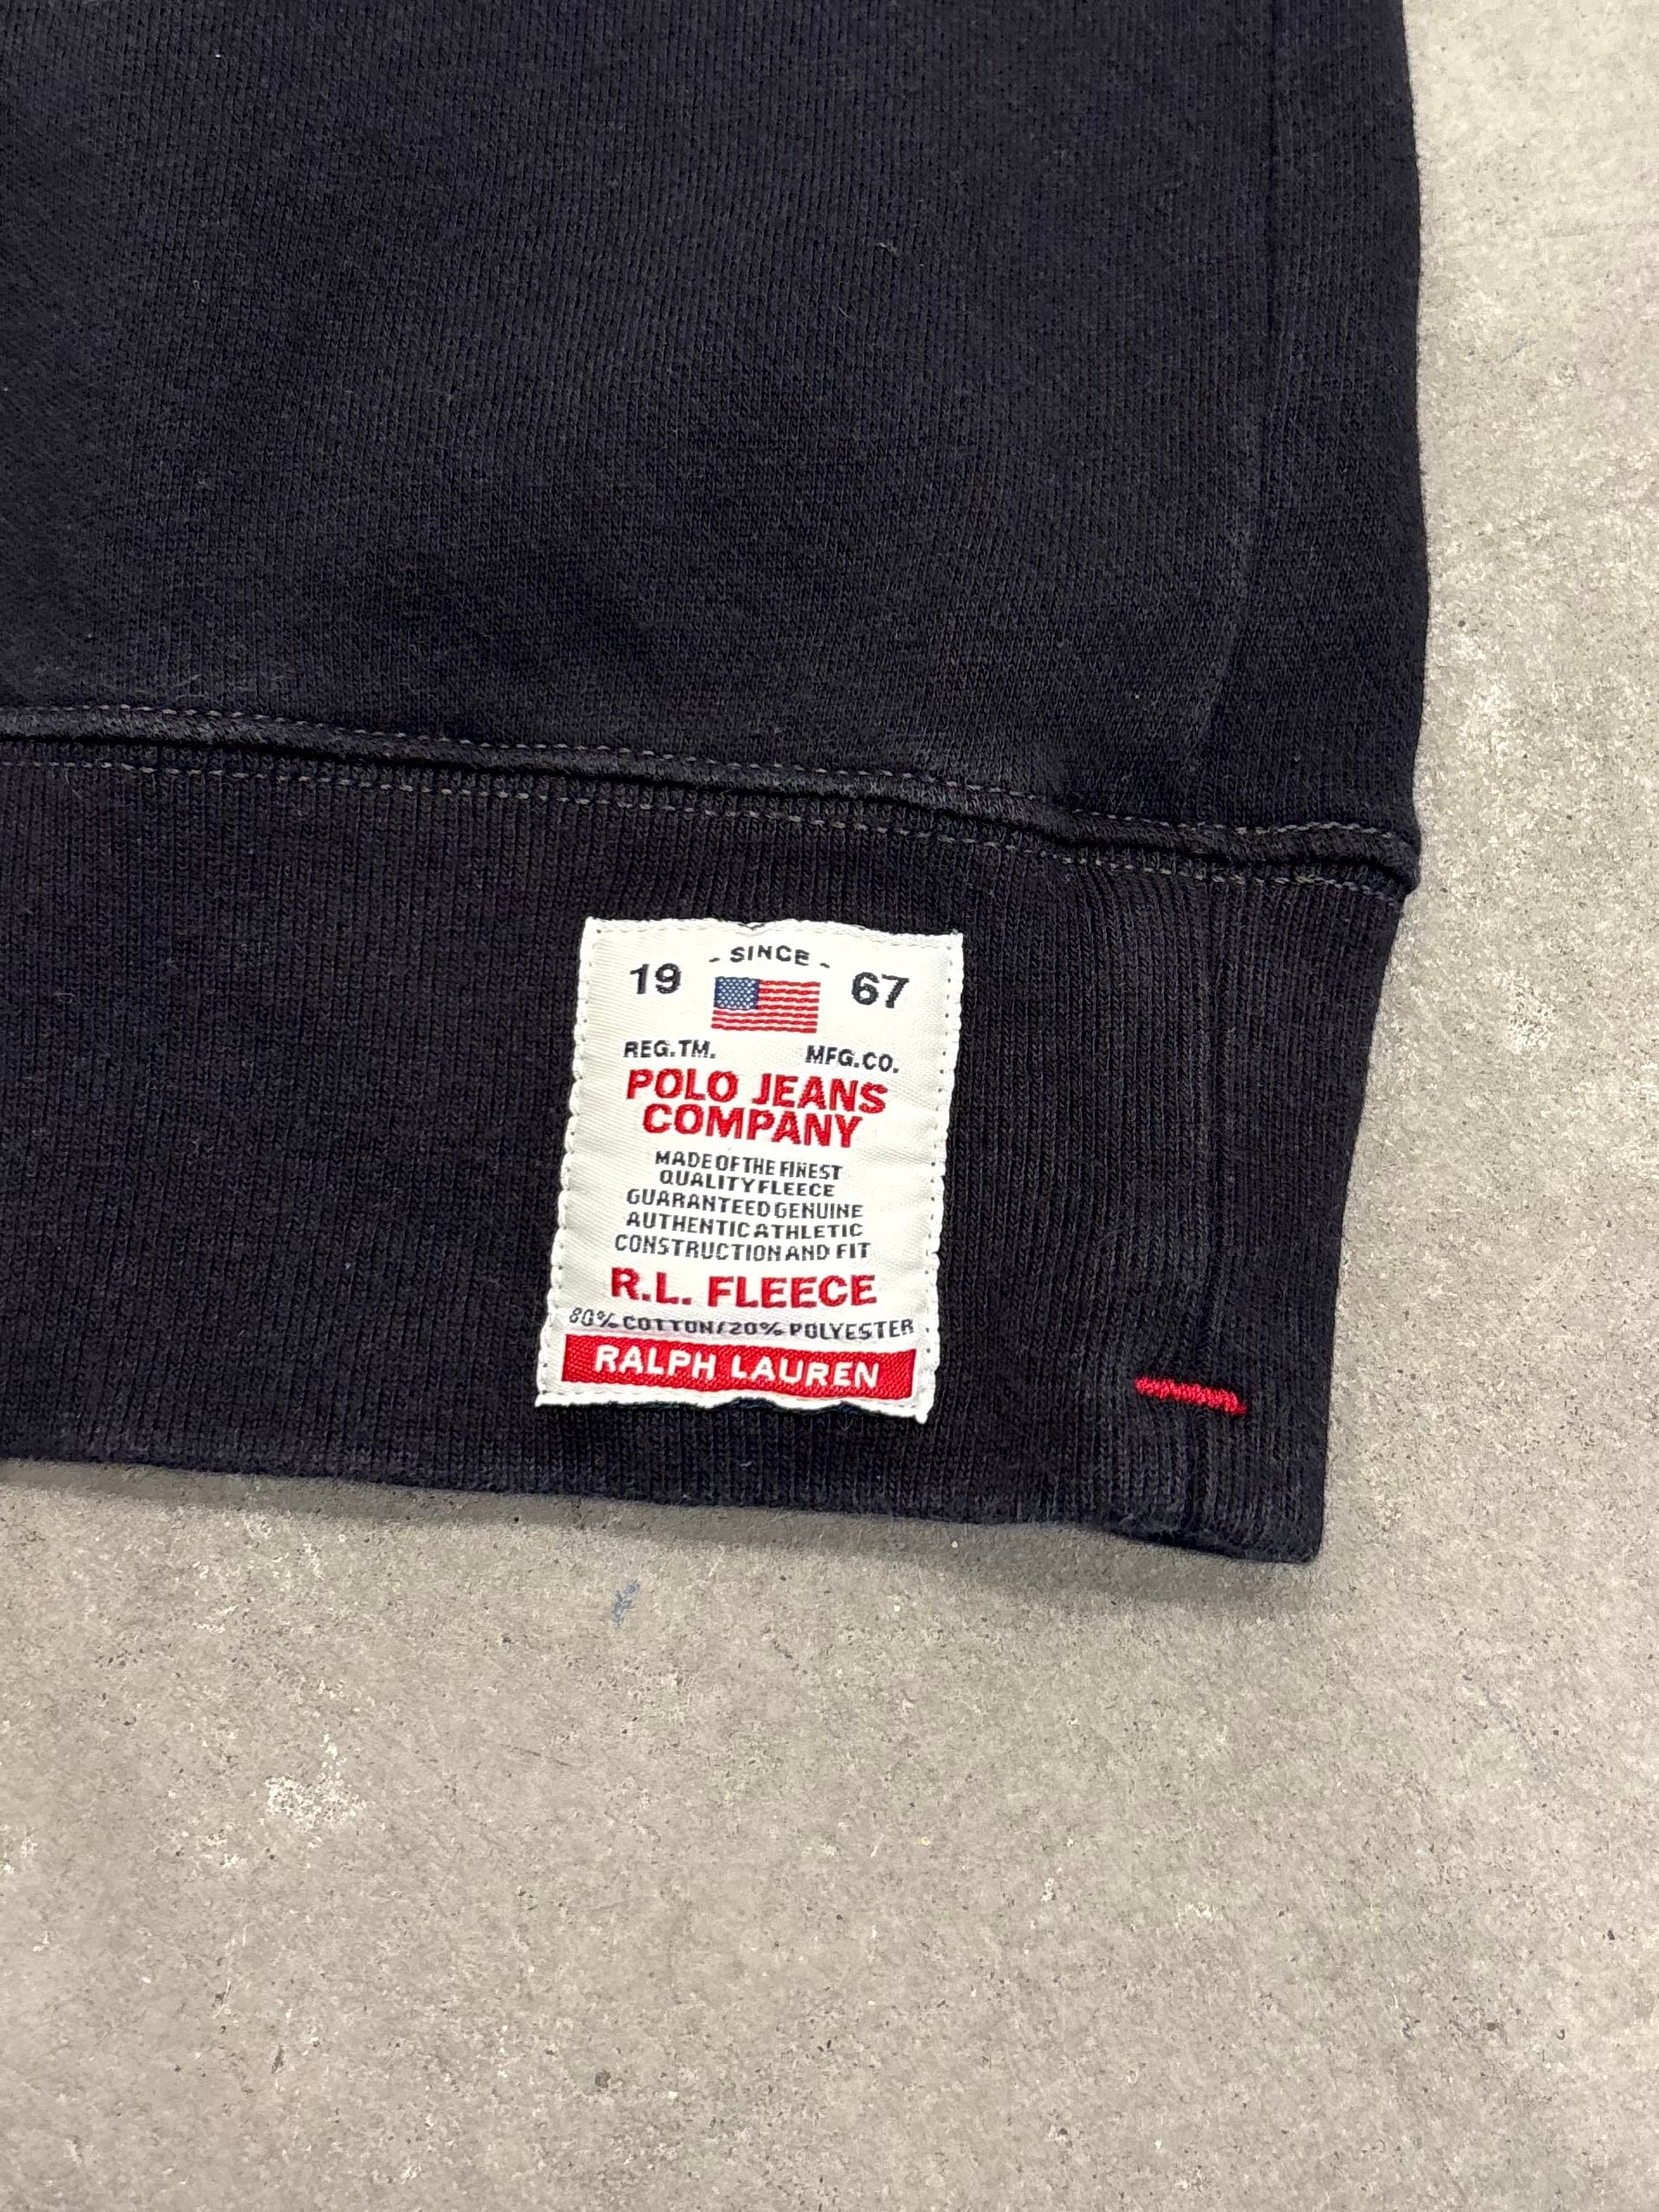 - SINCE -
19 67
REG.TM. MFG.CO.
POLO JEANS
COMPANY
MADE OF THE FINEST
QUALITY FLEECE
GUARANTEED GENUINE
AUTHENTIC ATHLETIC
CONSTRUCTION AND FIT
R.L. FLEECE
80% COTTON/20% POLYESTER
RALPH LAUREN